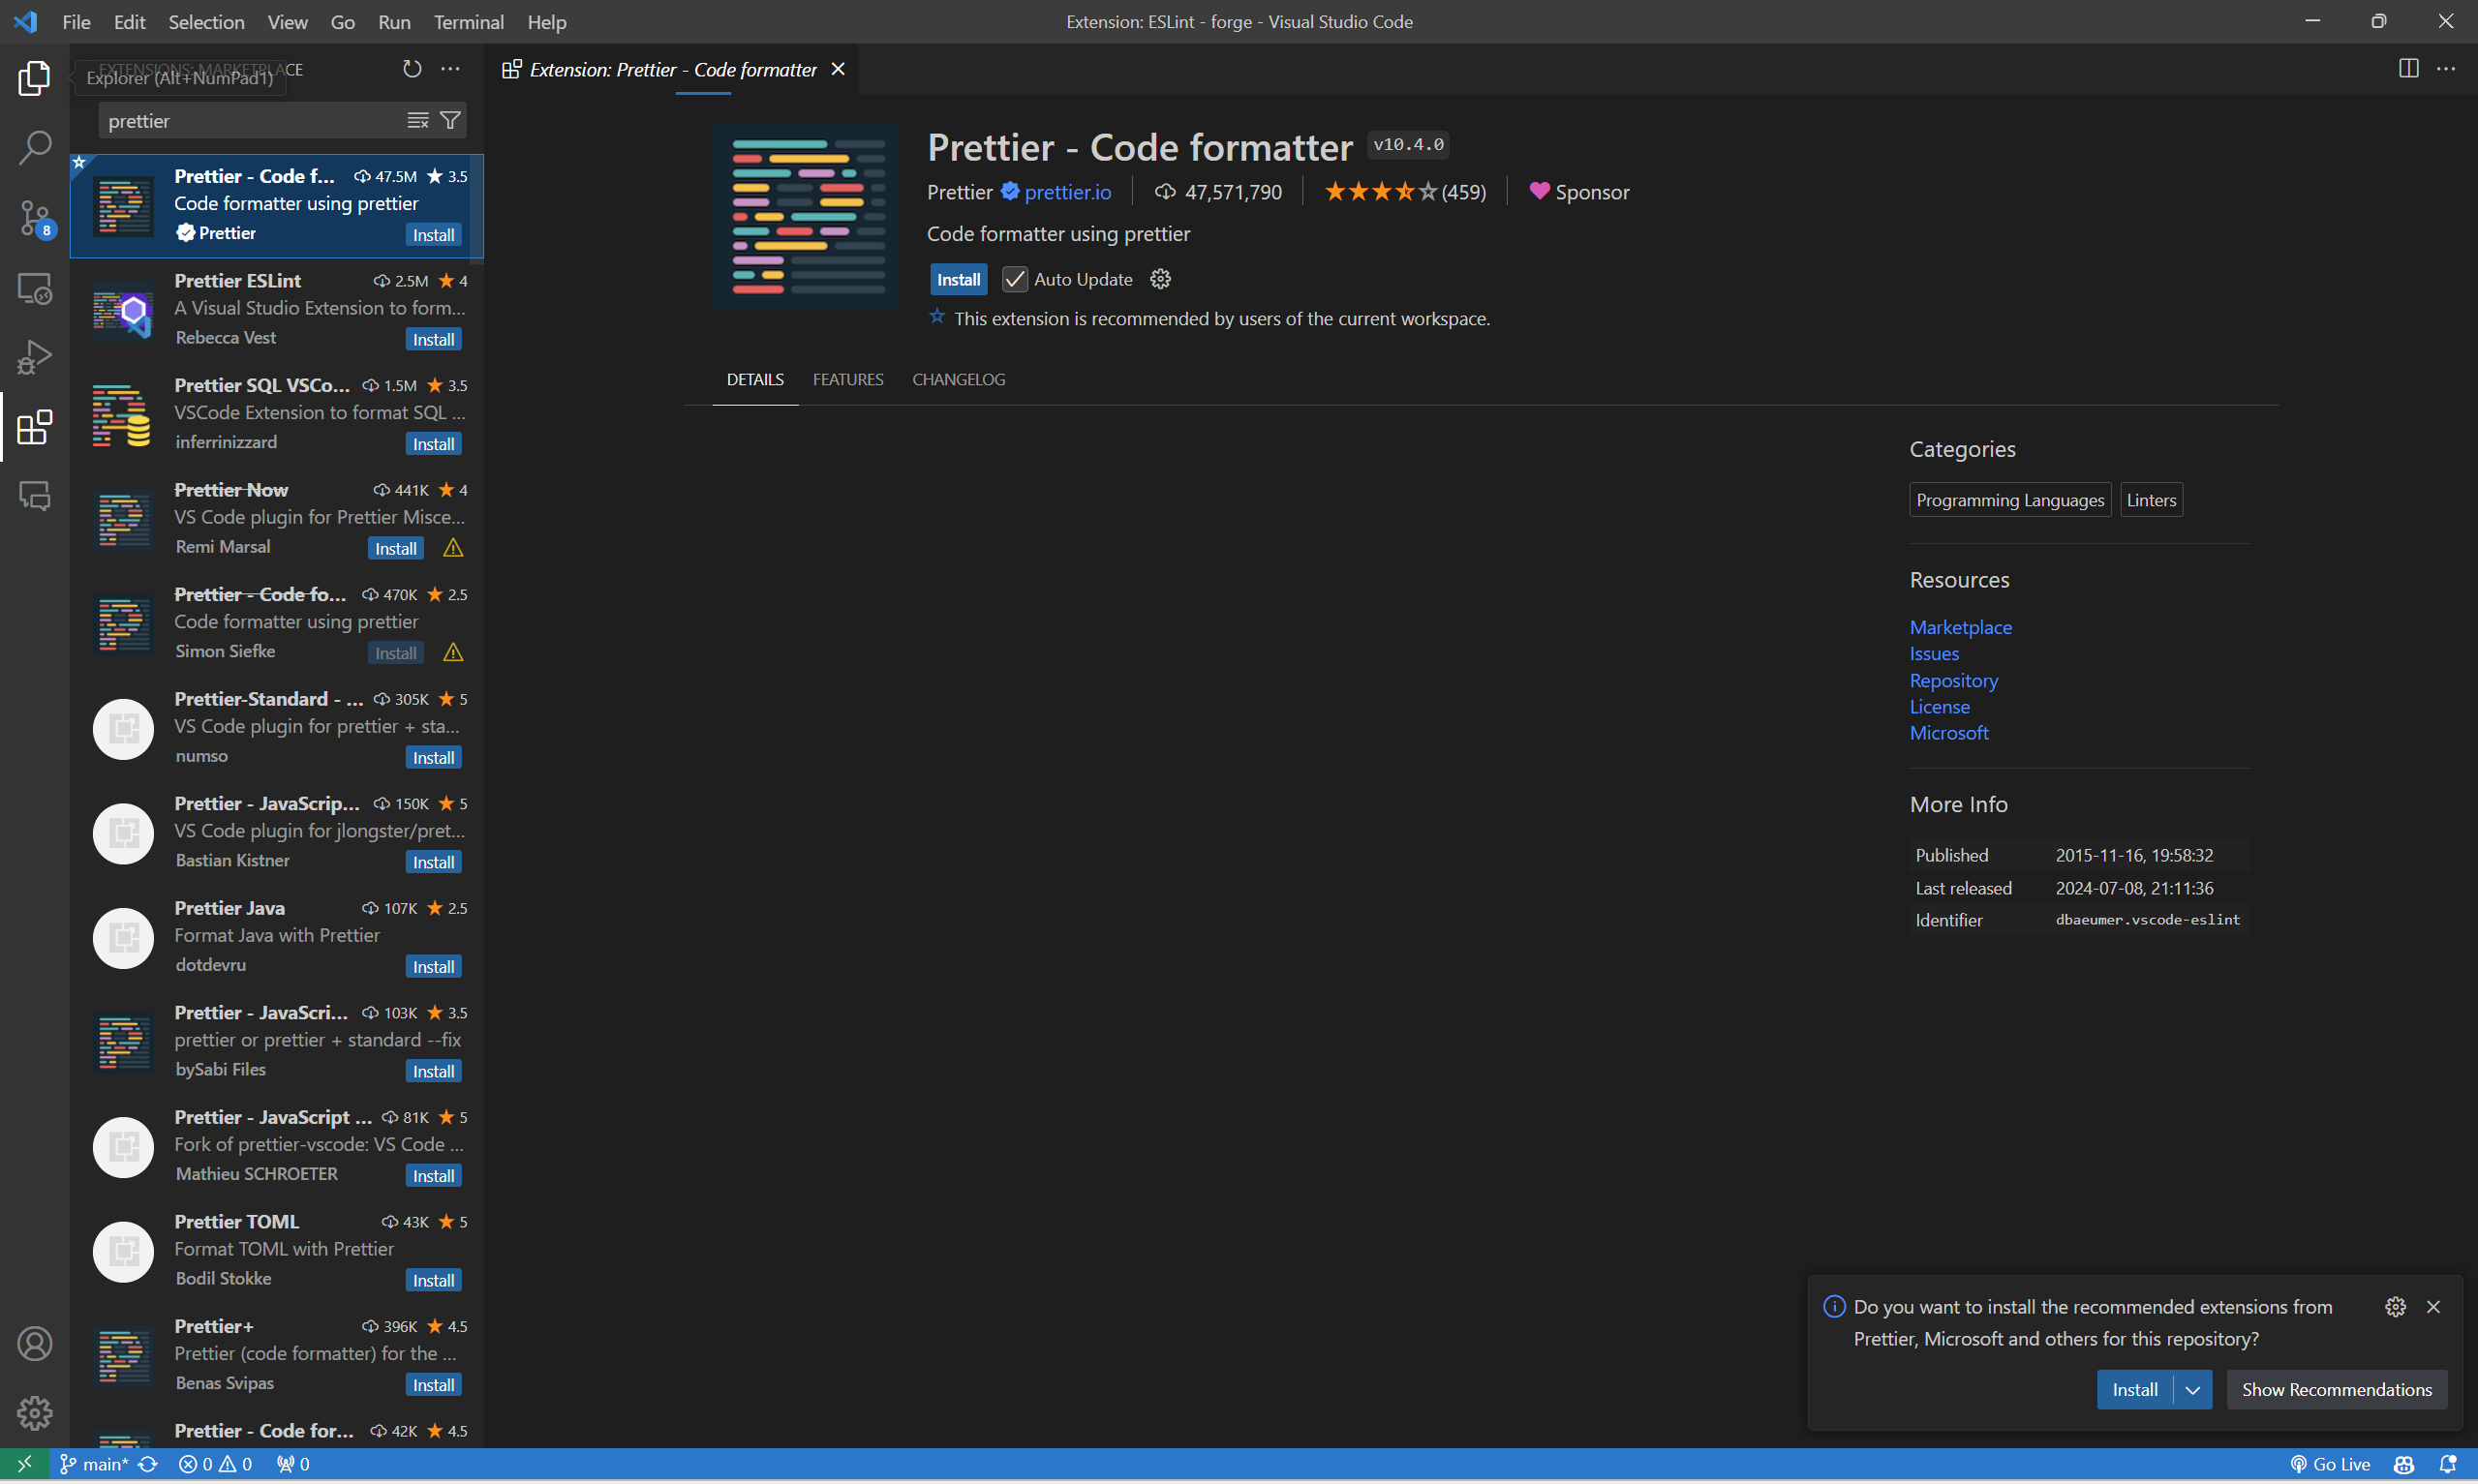 File Edit Selection View Go Run Terminal Help
Extension: ESLint - forge - Visual Studio Code
EXTENSIONS: MARKETPLACE
Explorer (Alt+NumPad1)
prettier
Prettier - Code f... 47.5M 3.5
Code formatter using prettier
Prettier Install
Prettier ESLint 2.5M 4
A Visual Studio Extension to form...
Rebecca Vest Install
Prettier SQL VSCo... 1.5M 3.5
VSCode Extension to format SQL ...
inferrinizzard Install
Prettier Now 441K 4
VS Code plugin for Prettier Misce...
Remi Marsal Install
Prettier - Code fo... 470K 2.5
Code formatter using prettier
Simon Siefke Install
Prettier-Standard - ... 305K 5
VS Code plugin for prettier + sta...
numso Install
Prettier - JavaScrip... 150K 5
VS Code plugin for jlongster/pret...
Bastian Kistner Install
Prettier Java 107K 2.5
Format Java with Prettier
dotdevru Install
Prettier - JavaScri... 103K 3.5
prettier or prettier + standard --fix
bySabi Files Install
Prettier - JavaScript ... 81K 5
Fork of prettier-vscode: VS Code ...
Mathieu SCHROETER Install
Prettier TOML 43K 5
Format TOML with Prettier
Bodil Stokke Install
Prettier+ 396K 4.5
Prettier (code formatter) for the ...
Benas Svipas Install
Prettier - Code for... 42K 4.5
8
Extension: Prettier - Code formatter
Prettier - Code formatter v10.4.0
Prettier prettier.io 47,571,790 (459) Sponsor
Code formatter using prettier
Install Auto Update
This extension is recommended by users of the current workspace.
DETAILS FEATURES CHANGELOG
Categories
Programming Languages Linters
Resources
Marketplace
Issues
Repository
License
Microsoft
More Info
Published 2015-11-16, 19:58:32
Last released 2024-07-08, 21:11:36
Identifier dbaeumer.vscode-eslint
Do you want to install the recommended extensions from
Prettier, Microsoft and others for this repository?
Install Show Recommendations
main* 0 0 0 Go Live